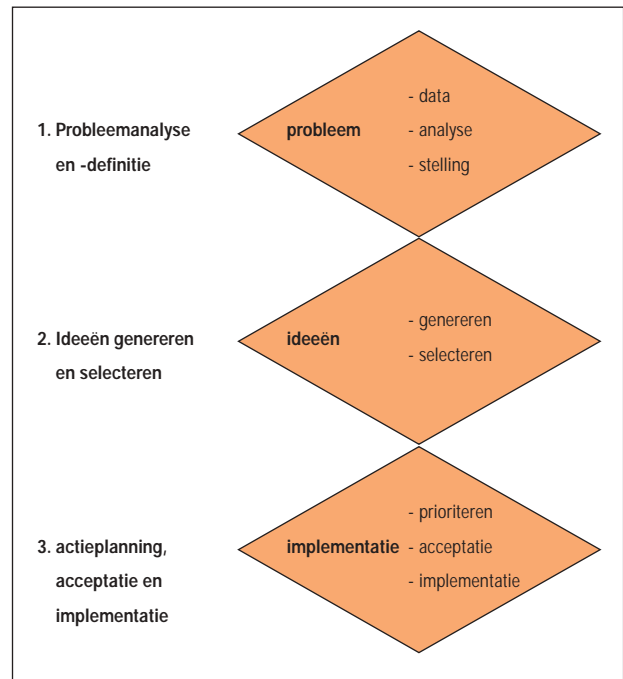 1. Probleemanalyse
en -definitie
probleem
- data
- analyse
- stelling
2. Ideeën genereren
en selecteren
ideeën
- genereren
- selecteren
3. actieplanning,
acceptatie en
implementatie
implementatie
- prioriteren
- acceptatie
- implementatie